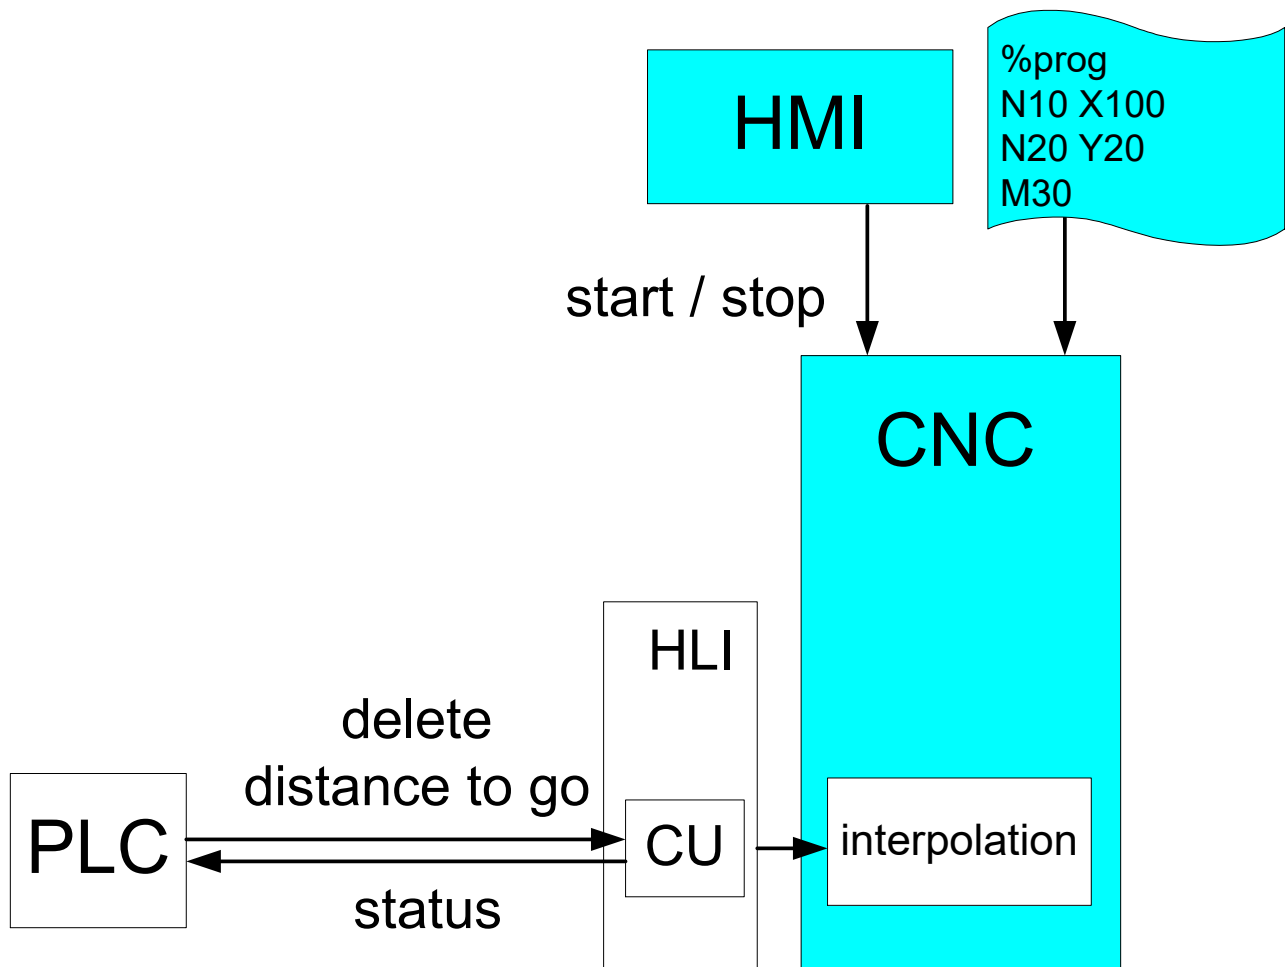 HMI
%prog
N10 X100
N20 Y20
M30
start / stop
CNC
HLI
delete
distance to go
PLC
CU
interpolation
status